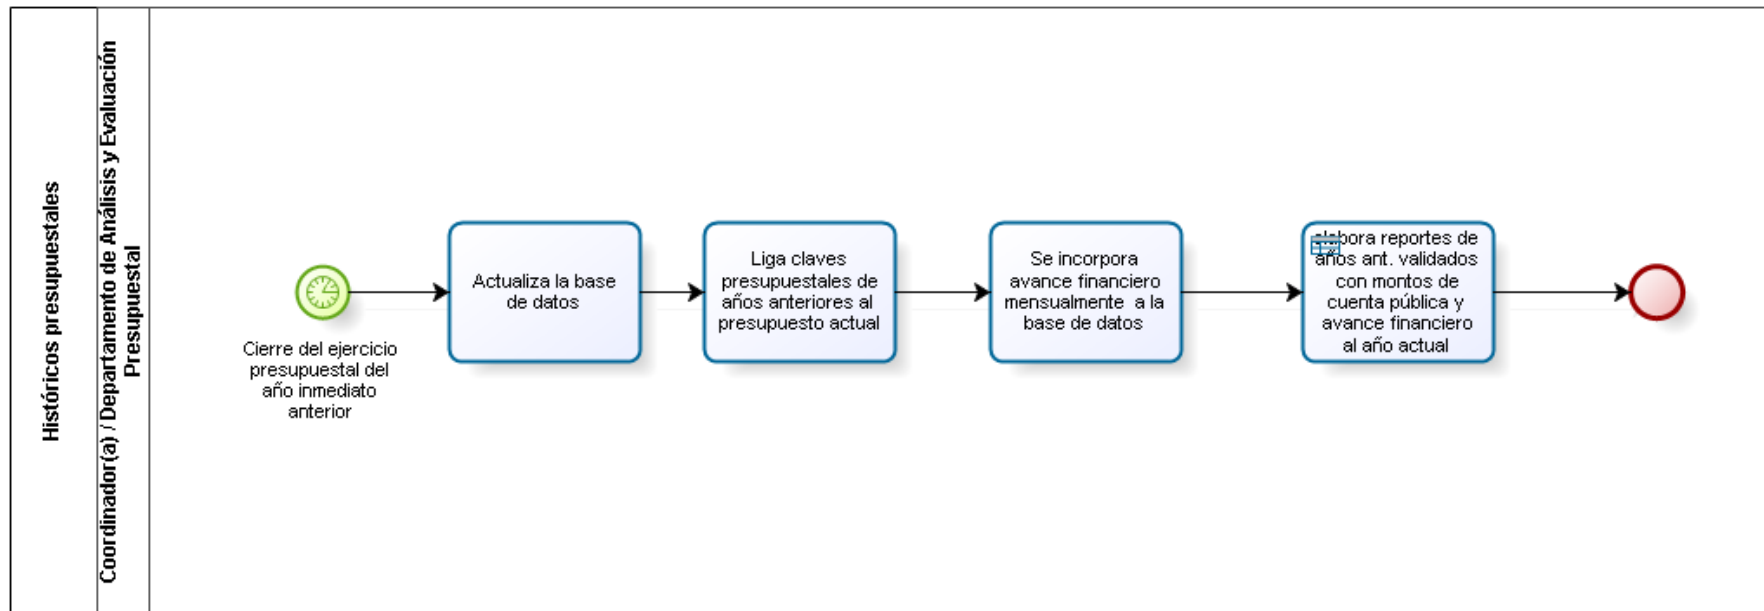 Históricos presupuestales
Coordinador(a) / Departamento de Análisis y Evaluación
Presupuestal
Cierre del ejercicio
presupuestal del
año inmediato
anterior
Actualiza la base
de datos
Liga claves
presupuestales de
años anteriores al
presupuesto actual
Se incorpora
avance financiero
mensualmente a la
base de datos
elabora reportes de
años ant. validados
con montos de
cuenta pública y
avance financiero
al año actual